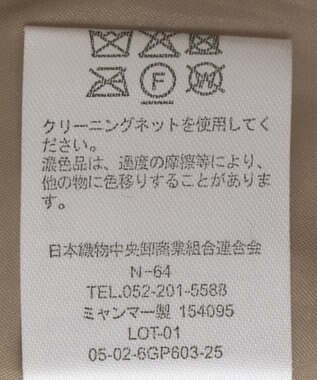 F W
クリーニングネットを使用してく
ださい。
濃色品は、過度の摩擦等により、
他の物に色移りすることがありま
す。
日本織物中央卸商業組合連合会
N-64
TEL.052-201-5588
ミャンマー製 154095
LOT-01
05-02-6GP603-25